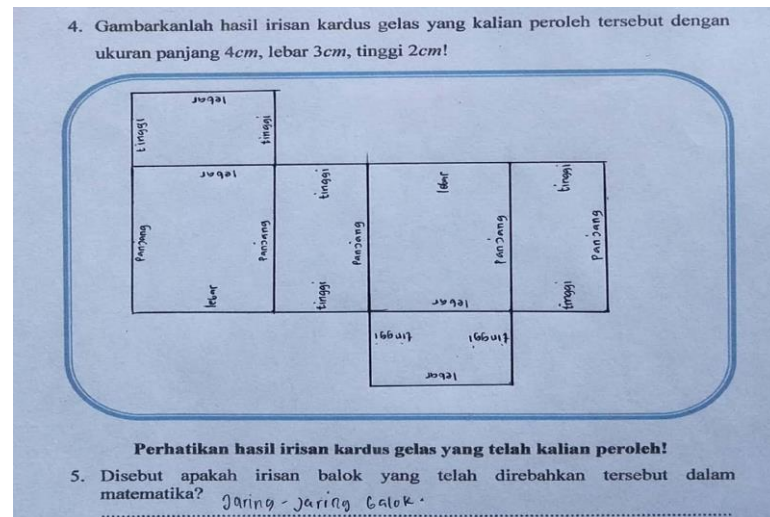 4. Gambarkanlah hasil irisan kardus gelas yang kalian peroleh tersebut dengan
ukuran panjang 4cm, lebar 3cm, tinggi 2cm!
lebar
tinggi
tinggi
lebar
tinggi
lebar
tinggi
Panjang
Panjang
Panjang
Panjang
Panjang
lebar
tinggi
lebar
tinggi
tinggi
tinggi
lebar
Perhatikan hasil irisan kardus gelas yang telah kalian peroleh!
5. Disebut apakah irisan balok yang telah direbahkan tersebut dalam
matematika? Jaring - Jaring balok.